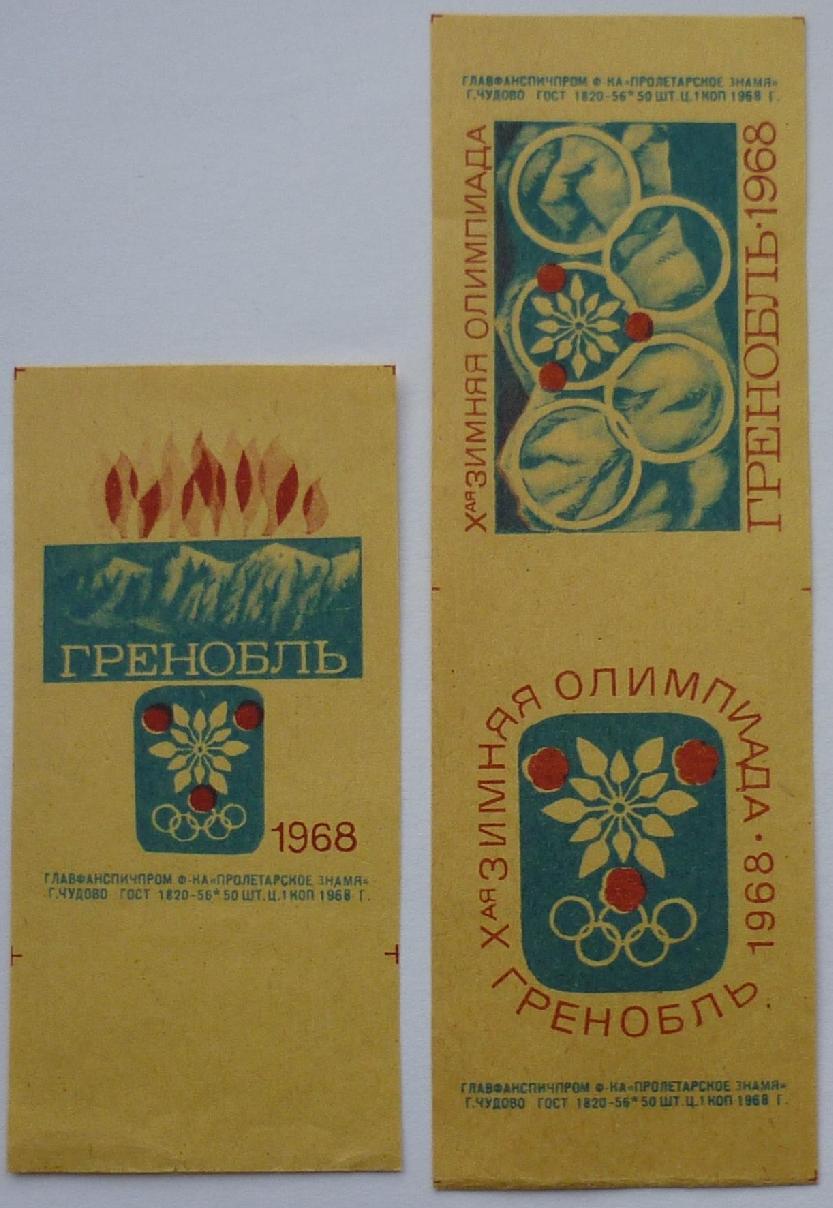 ГРЕНОБЛЬ
1968
ГЛАВФАНСПИЧПРОМ Ф-КА «ПРОЛЕТАРСКОЕ ЗНАМЯ»
Г.ЧУДОВО ГОСТ 1820-56* 50 ШТ. Ц. 1 КОП 1968 Г.
ГЛАВФАНСПИЧПРОМ Ф-КА «ПРОЛЕТАРСКОЕ ЗНАМЯ»
Г.ЧУДОВО ГОСТ 1820-56* 50 ШТ. Ц. 1 КОП 1968 Г.
XАЯ ЗИМНЯЯ ОЛИМПИАДА
ГРЕНОБЛЬ·1968
XАЯ ЗИМНЯЯ ОЛИМПИАДА · 1968
ГРЕНОБЛЬ
ГЛАВФАНСПИЧПРОМ Ф-КА «ПРОЛЕТАРСКОЕ ЗНАМЯ»
Г.ЧУДОВО ГОСТ 1820-56* 50 ШТ. Ц. 1 КОП 1968 Г.